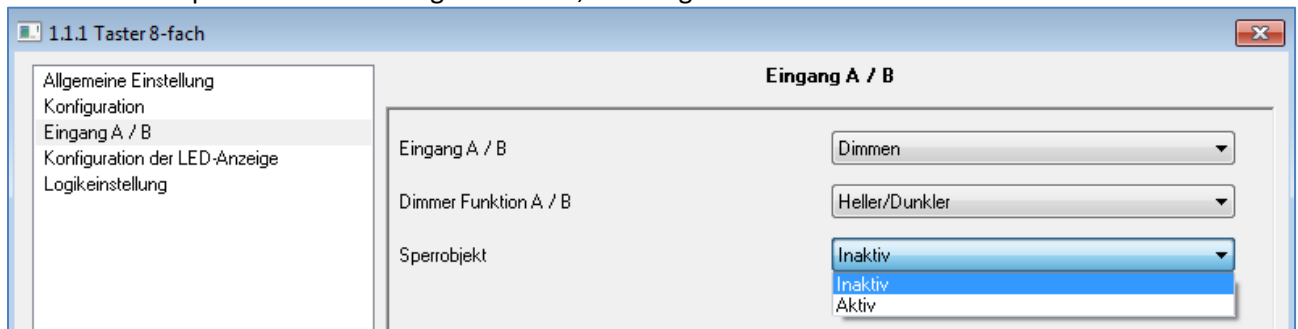 1.1.1 Taster 8-fach
Allgemeine Einstellung
Konfiguration
Eingang A / B
Konfiguration der LED-Anzeige
Logikeinstellung
Eingang A / B
Eingang A / B Dimmen
Dimmer Funktion A / B Heller/Dunkler
Sperrobjekt Inaktiv
Inaktiv
Aktiv